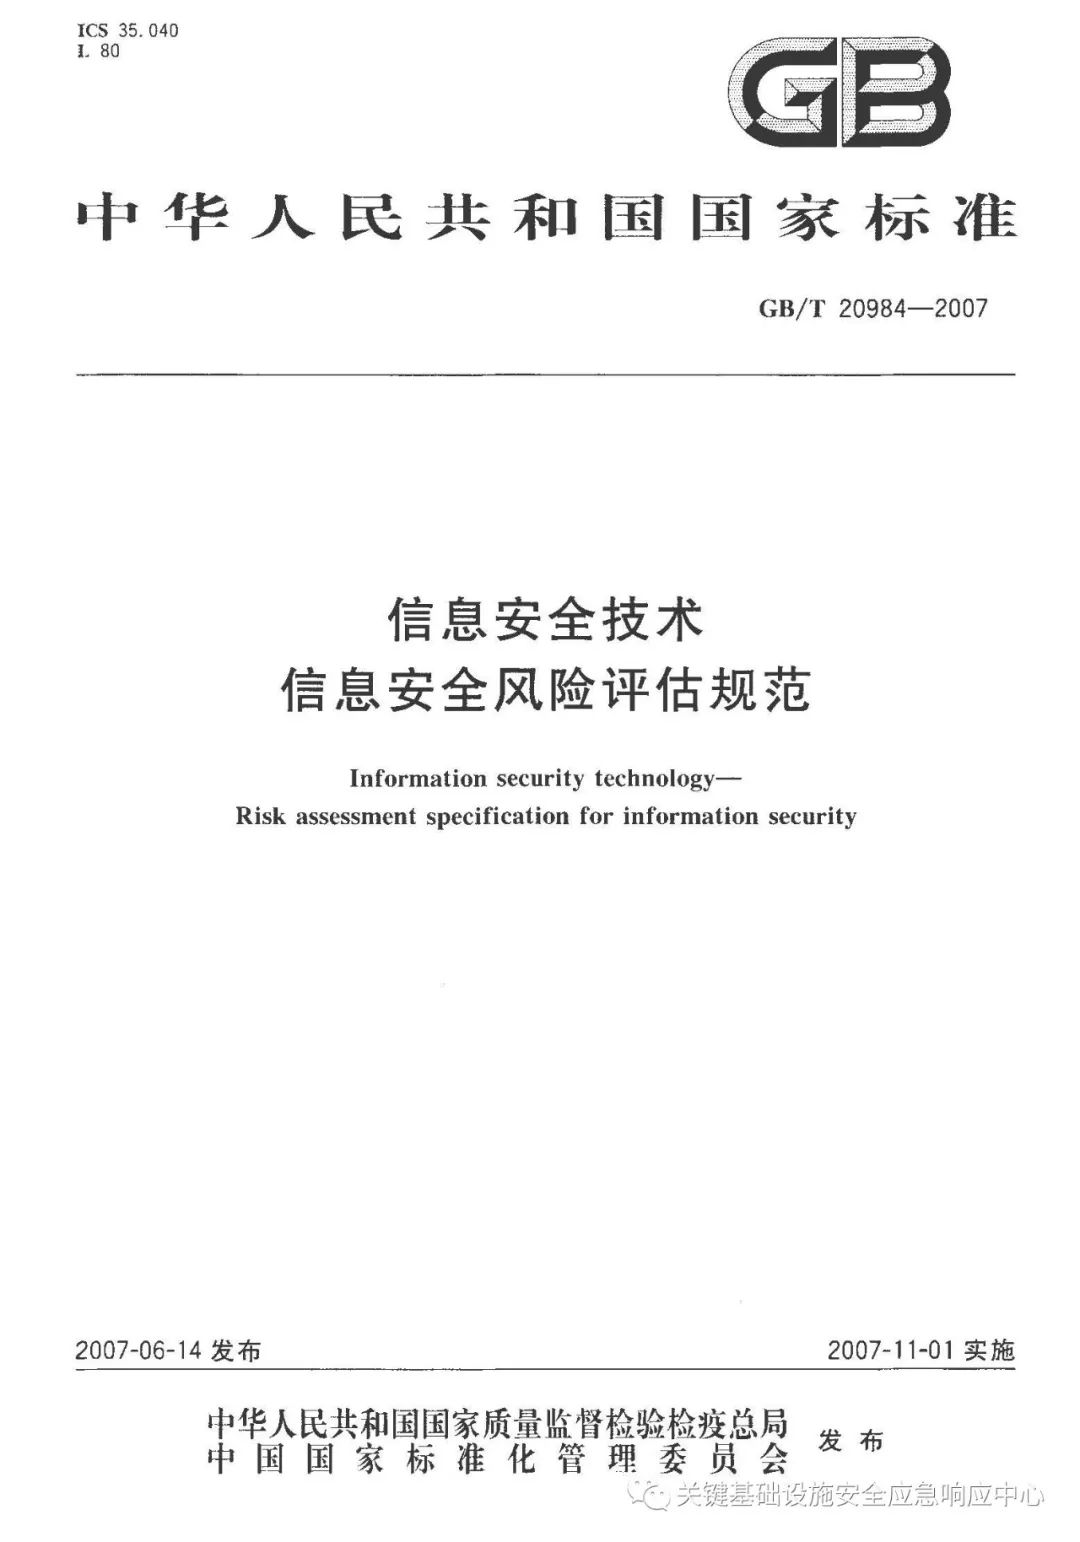 ICS 35.040
L 80
GB
中华人民共和国国家标准
GB/T 20984—2007
信息安全技术
信息安全风险评估规范
Information security technology—
Risk assessment specification for information security
2007-06-14 发布
2007-11-01 实施
中华人民共和国国家质量监督检验检疫总局
中国国家标准化管理委员会
发布
关键基础设施安全应急响应中心